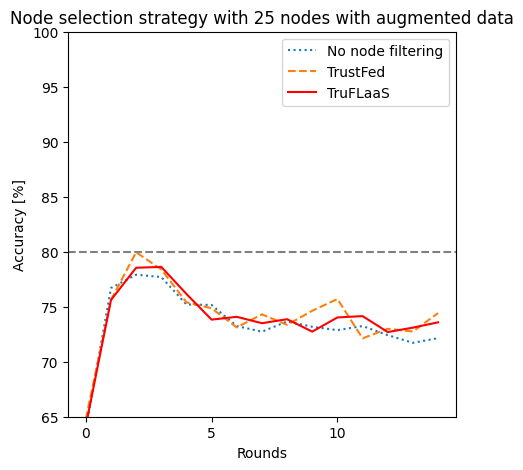 Node selection strategy with 25 nodes with augmented data
100
95
90
85
80
75
70
65
Accuracy [%]
No node filtering
TrustFed
TruFLaaS
0
5
10
Rounds